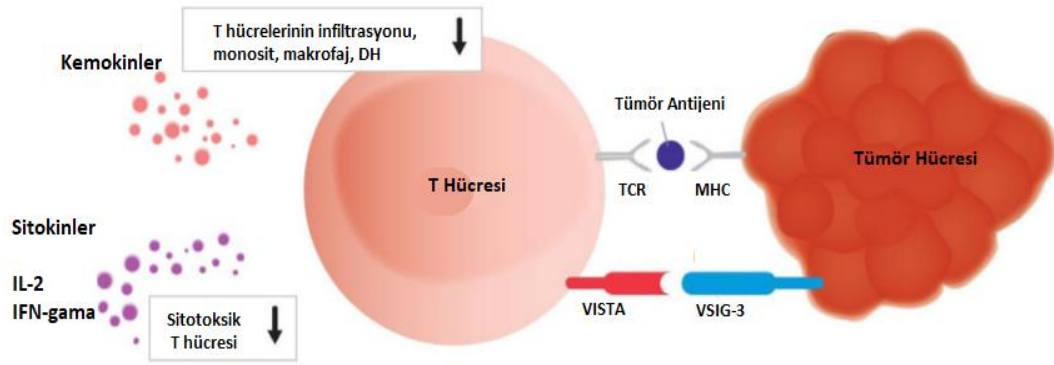 T hücrelerinin infiltrasyonu,
monosit, makrofaj, DH
Kemokinler
Tümör Antijeni
T Hücresi
TCR
MHC
Tümör Hücresi
Sitokinler
IL-2
IFN-gama
Sitotoksik
T hücresi
VISTA
VSIG-3